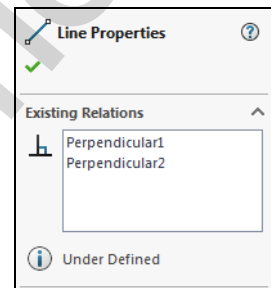 Line Properties
Existing Relations
Perpendicular1
Perpendicular2
Under Defined